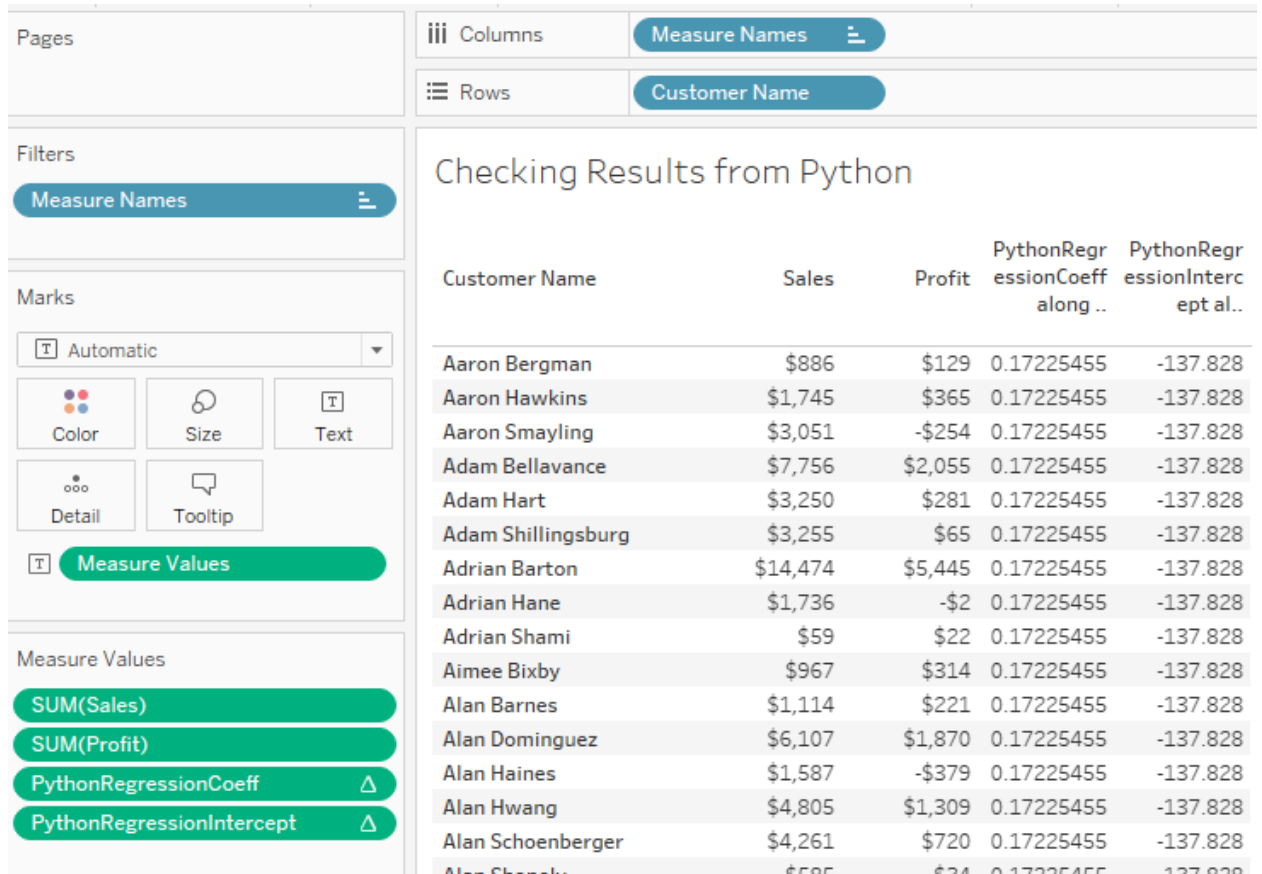 Pages
Columns Measure Names
Rows Customer Name
Filters
Measure Names
Marks
Automatic
Color Size Text
Detail Tooltip
Measure Values
Measure Values
SUM(Sales)
SUM(Profit)
PythonRegressionCoeff
PythonRegressionIntercept
Checking Results from Python
Customer Name Sales Profit PythonRegr essionCoeff along .. PythonRegr essionInterc ept al..
Aaron Bergman $886 $129 0.17225455 -137.828
Aaron Hawkins $1,745 $365 0.17225455 -137.828
Aaron Smayling $3,051 -$254 0.17225455 -137.828
Adam Bellavance $7,756 $2,055 0.17225455 -137.828
Adam Hart $3,250 $281 0.17225455 -137.828
Adam Shillingsburg $3,255 $65 0.17225455 -137.828
Adrian Barton $14,474 $5,445 0.17225455 -137.828
Adrian Hane $1,736 -$2 0.17225455 -137.828
Adrian Shami $59 $22 0.17225455 -137.828
Aimee Bixby $967 $314 0.17225455 -137.828
Alan Barnes $1,114 $221 0.17225455 -137.828
Alan Dominguez $6,107 $1,870 0.17225455 -137.828
Alan Haines $1,587 -$379 0.17225455 -137.828
Alan Hwang $4,805 $1,309 0.17225455 -137.828
Alan Schoenberger $4,261 $720 0.17225455 -137.828